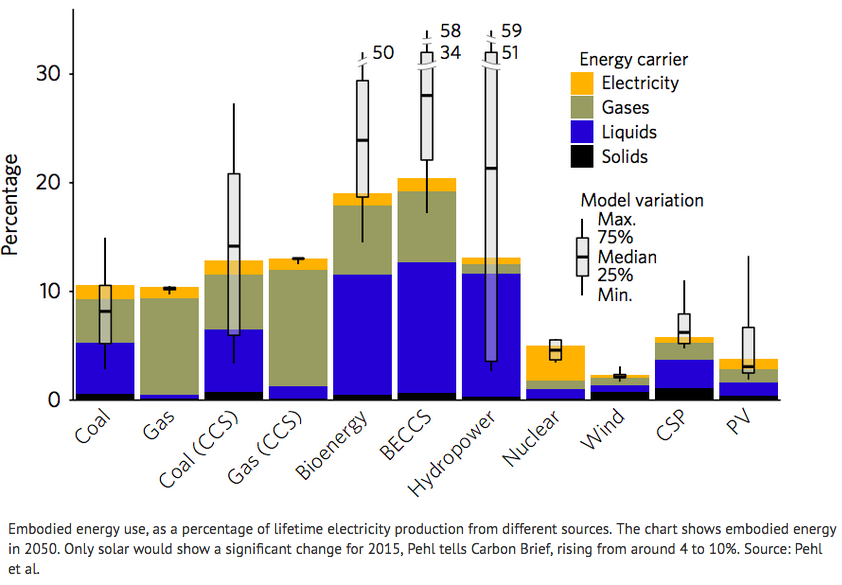 58
59
50
34
51
30
20
10
0
Percentage
Energy carrier
Electricity
Gases
Liquids
Solids
Model variation
Max.
75%
Median
25%
Min.
Coal
Gas
Coal (CCS)
Gas (CCS)
Bioenergy
BECCS
Hydropower
Nuclear
Wind
CSP
PV
Embodied energy use, as a percentage of lifetime electricity production from different sources. The chart shows embodied energy
in 2050. Only solar would show a significant change for 2015, Pehl tells Carbon Brief, rising from around 4 to 10%. Source: Pehl
et al.